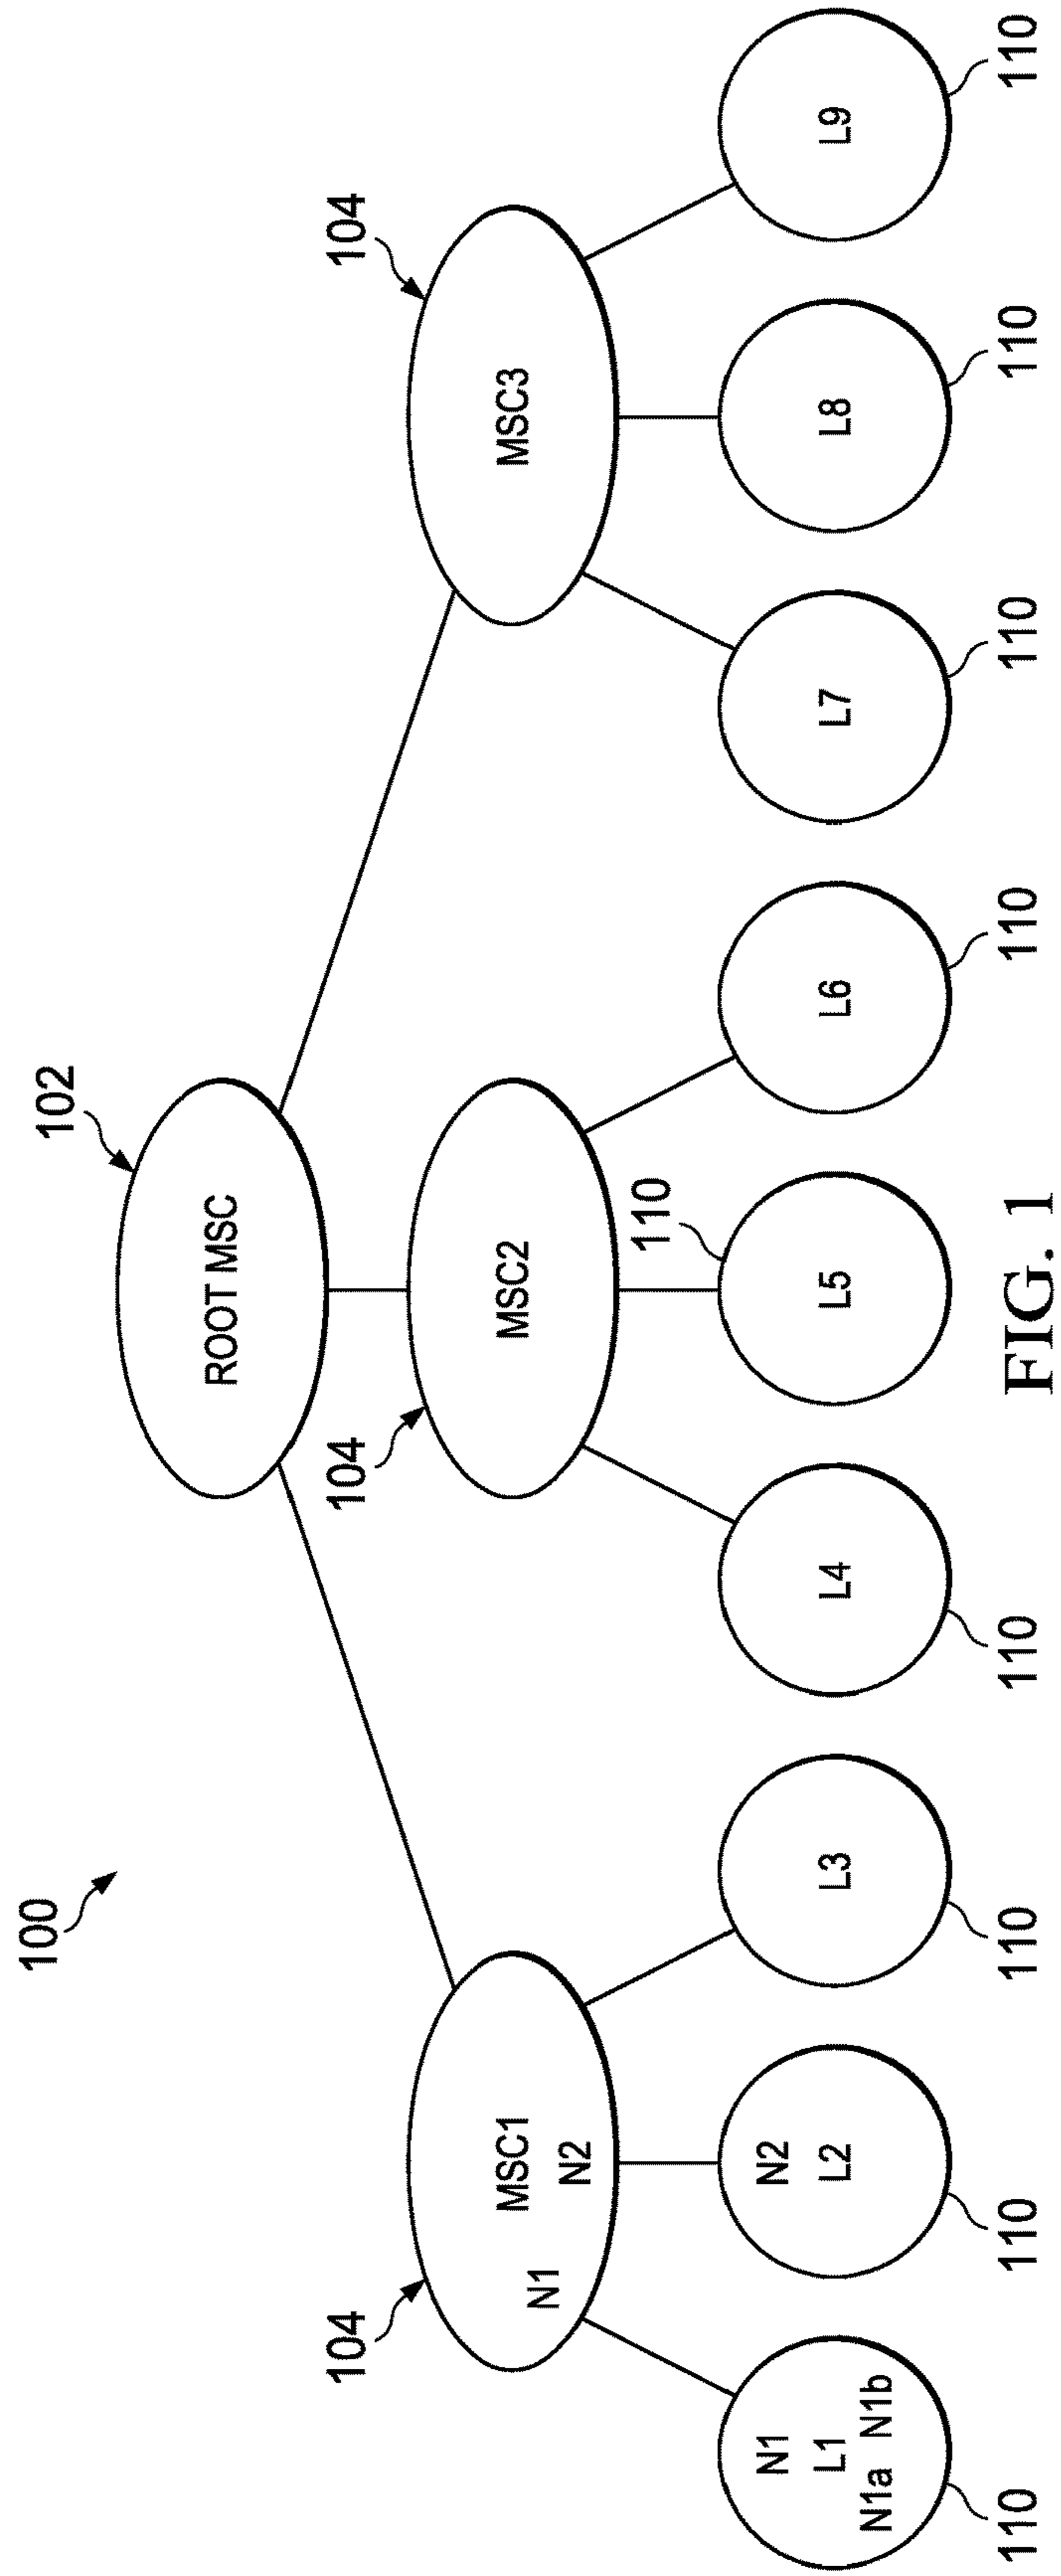 100
102
ROOT MSC
104
104
104
MSC1
N1
N2
MSC2
MSC3
110
N1
L1
N1a
N1b
N2
L2
L3
L4
L5
L6
L7
L8
L9
110
110
110
110
110
110
110
110
FIG. 1